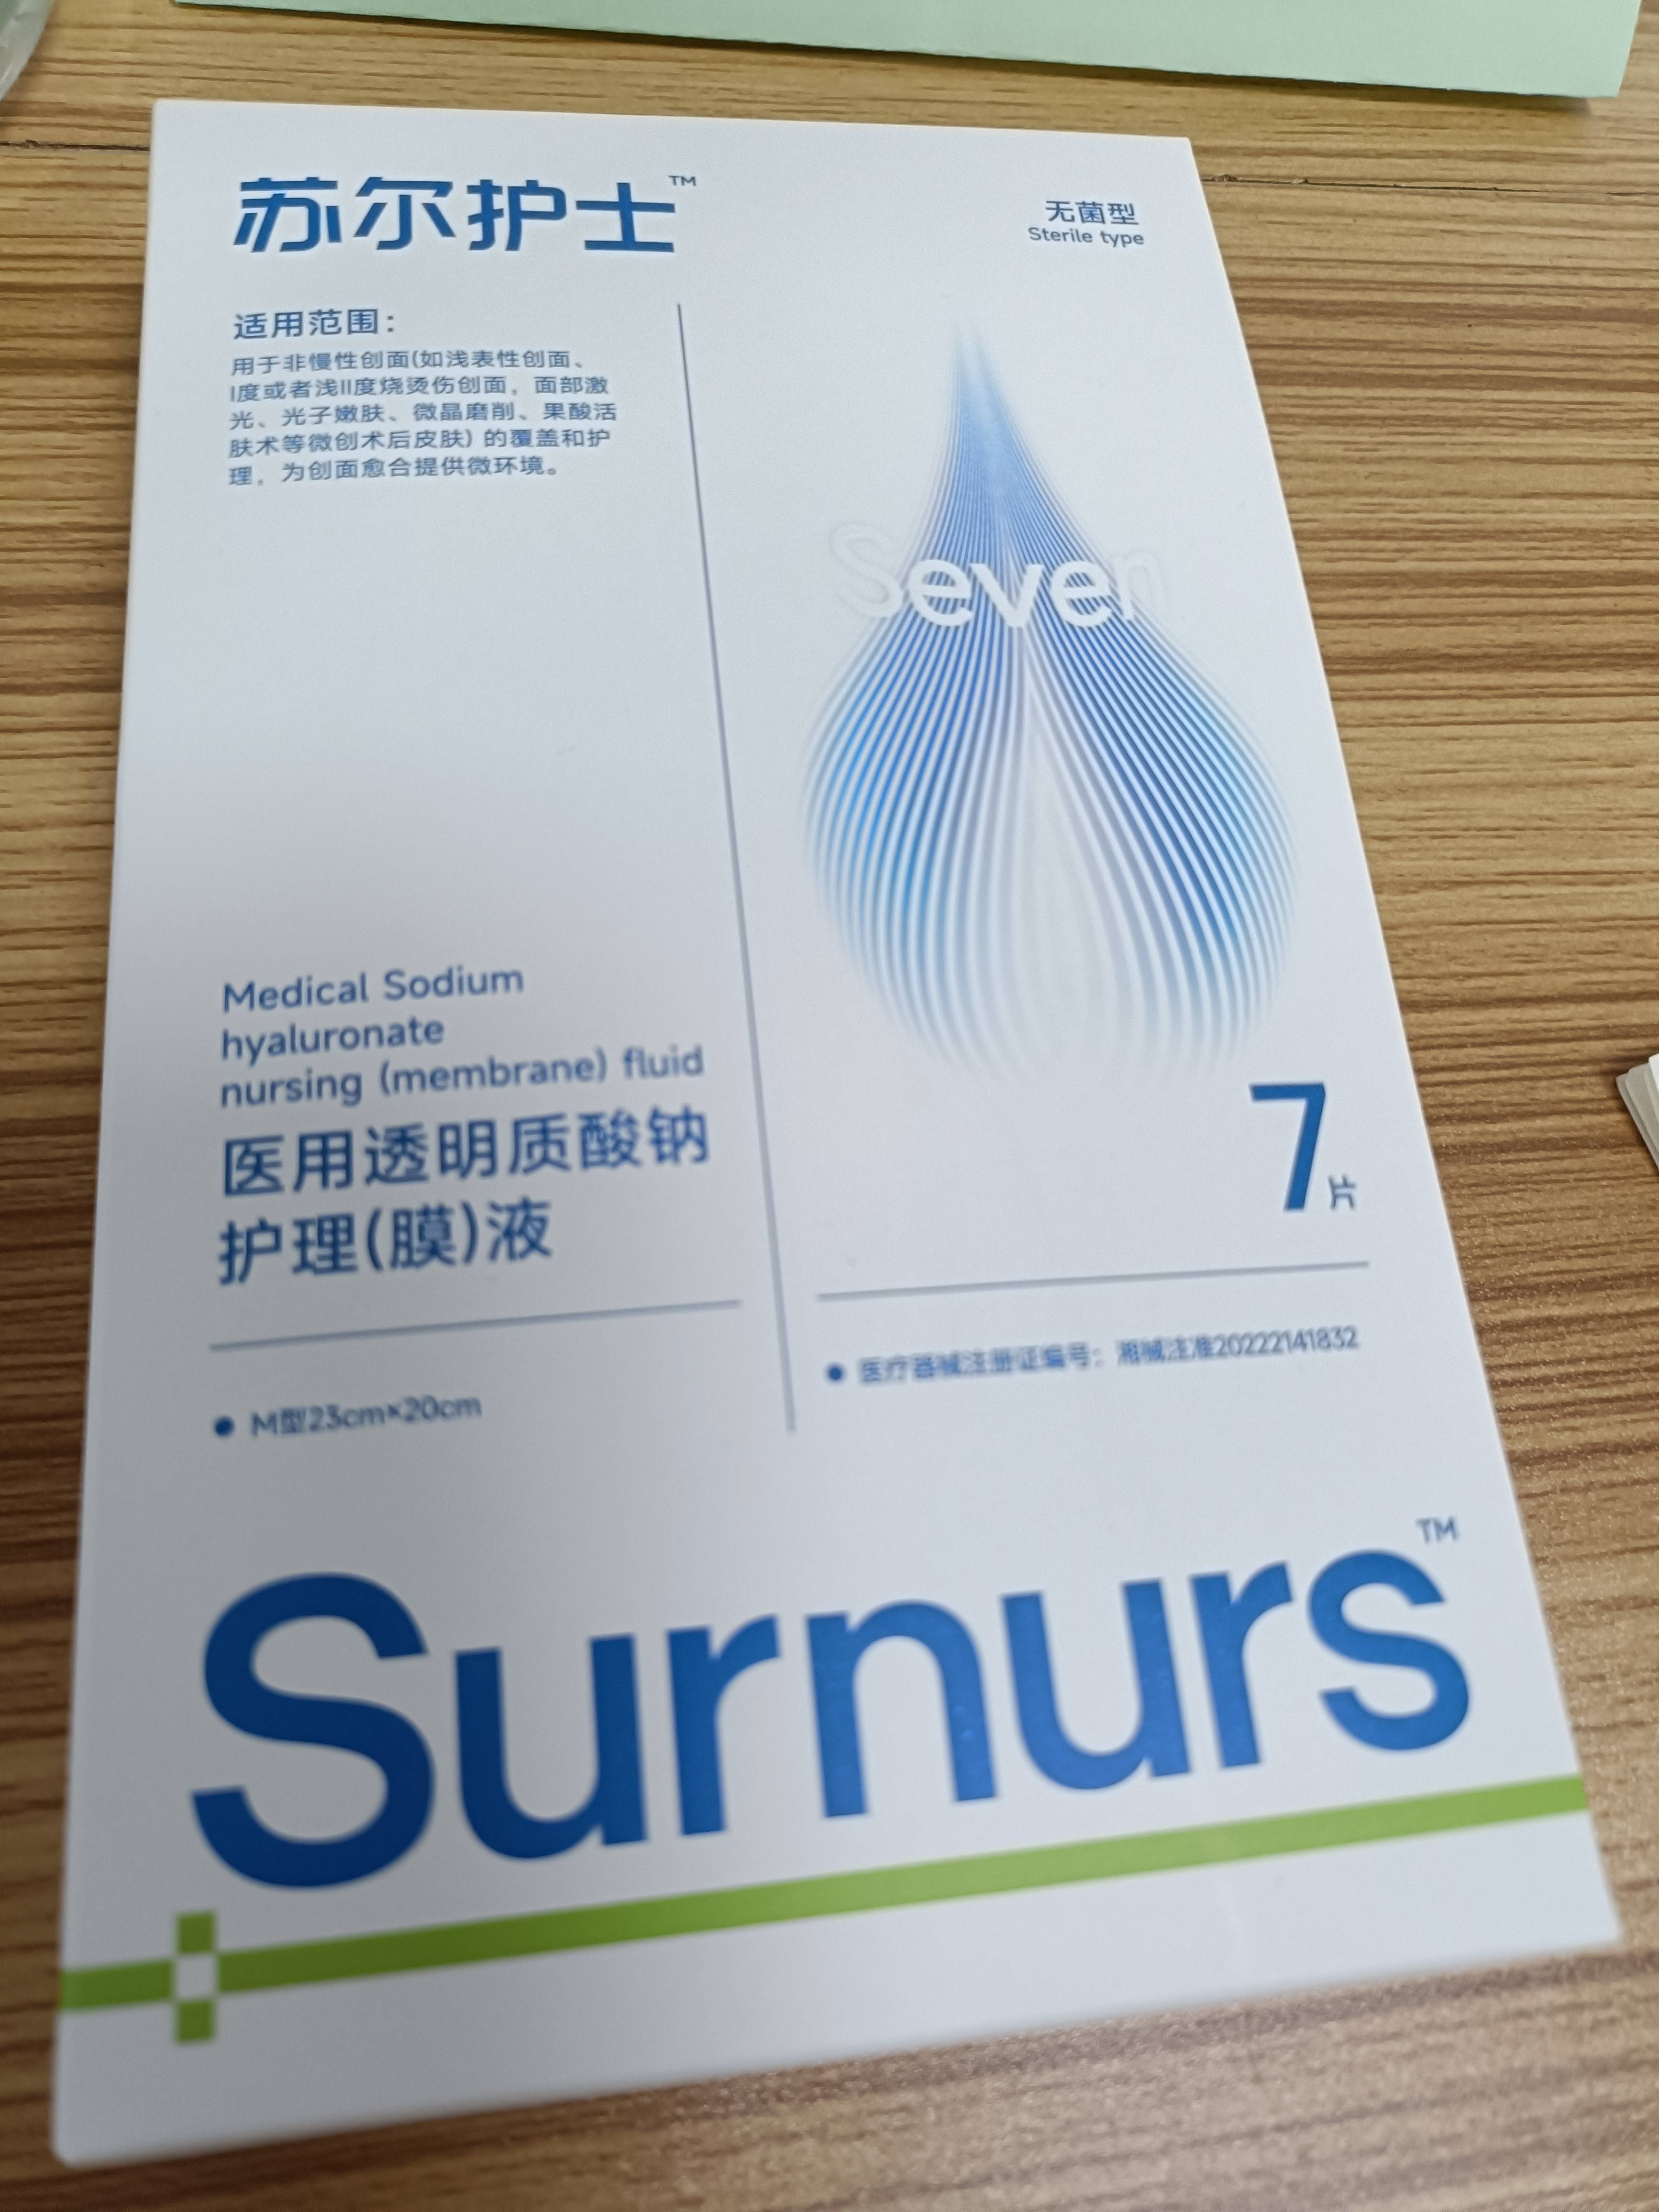 苏尔护士™
无菌型
Sterile type
适用范围：
用于非慢性创面(如浅表性创面、
I度或者浅II度烧烫伤创面，面部激
光、光子嫩肤、微晶磨削、果酸活
肤术等微创术后皮肤) 的覆盖和护
理，为创面愈合提供微环境。
Seven
Medical Sodium
hyaluronate
nursing (membrane) fluid
医用透明质酸钠
护理(膜)液
7片
● M型23cm×20cm
● 医疗器械注册证编号：湘械注准20222141832
Surnurs™